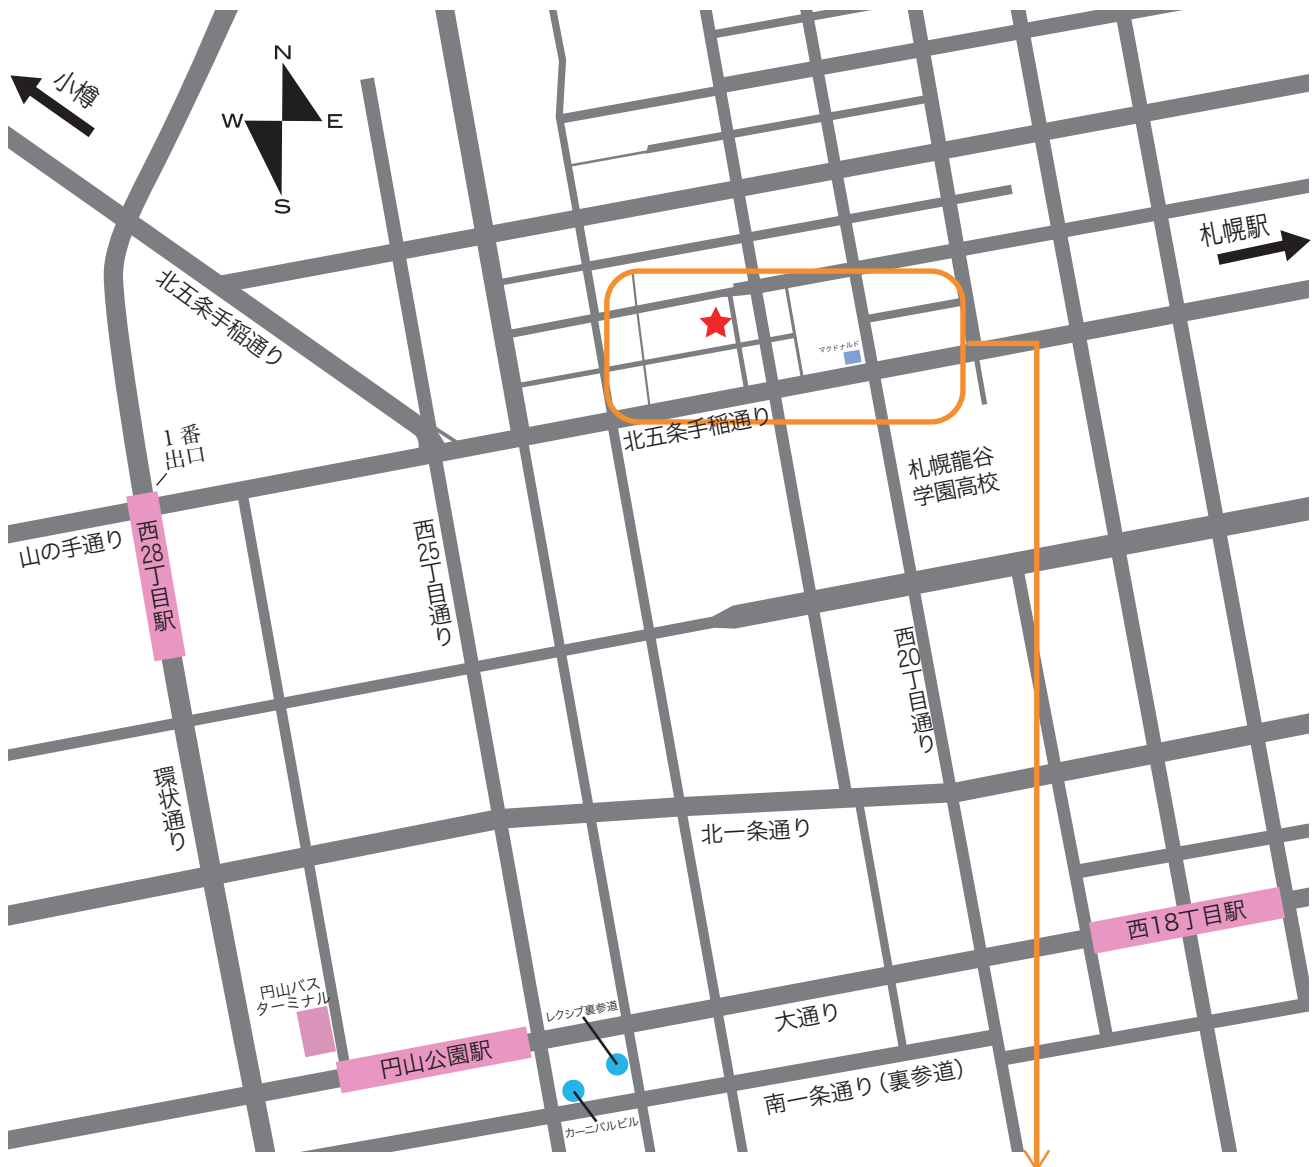 N
W
E
S
小樽
札幌駅
北五条手稲通り
マクドナルド
1番
出口
北五条手稲通り
札幌龍谷
学園高校
山の手通り
西28丁目駅
西25丁目通り
西20丁目通り
環状通り
北一条通り
西18丁目駅
円山バス
ターミナル
レクシブ裏参道
大通り
円山公園駅
南一条通り(裏参道)
カーニバルビル